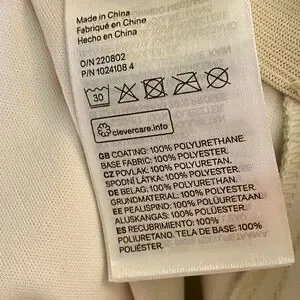 Made in China
Fabriqué en Chine
Hecho en China
O/N 220802
P/N 1024108 4
30
clevercare.info
GB COATING: 100% POLYURETHANE.
BASE FABRIC: 100% POLYESTER.
CZ POVLAK: 100% POLYURETAN.
SPODNÍ LÁTKA: 100% POLYESTER.
DE BELAG: 100% POLYURETHAN.
GRUNDMATERIAL: 100% POLYESTER.
EE PEALISPIND: 100% POLÜURETAAN.
ALUSKANGAS: 100% POLÜESTER.
ES REVESTIMIENTO: 100%
POLIURETANO. TELA DE BASE: 100%
POLIÉSTER.